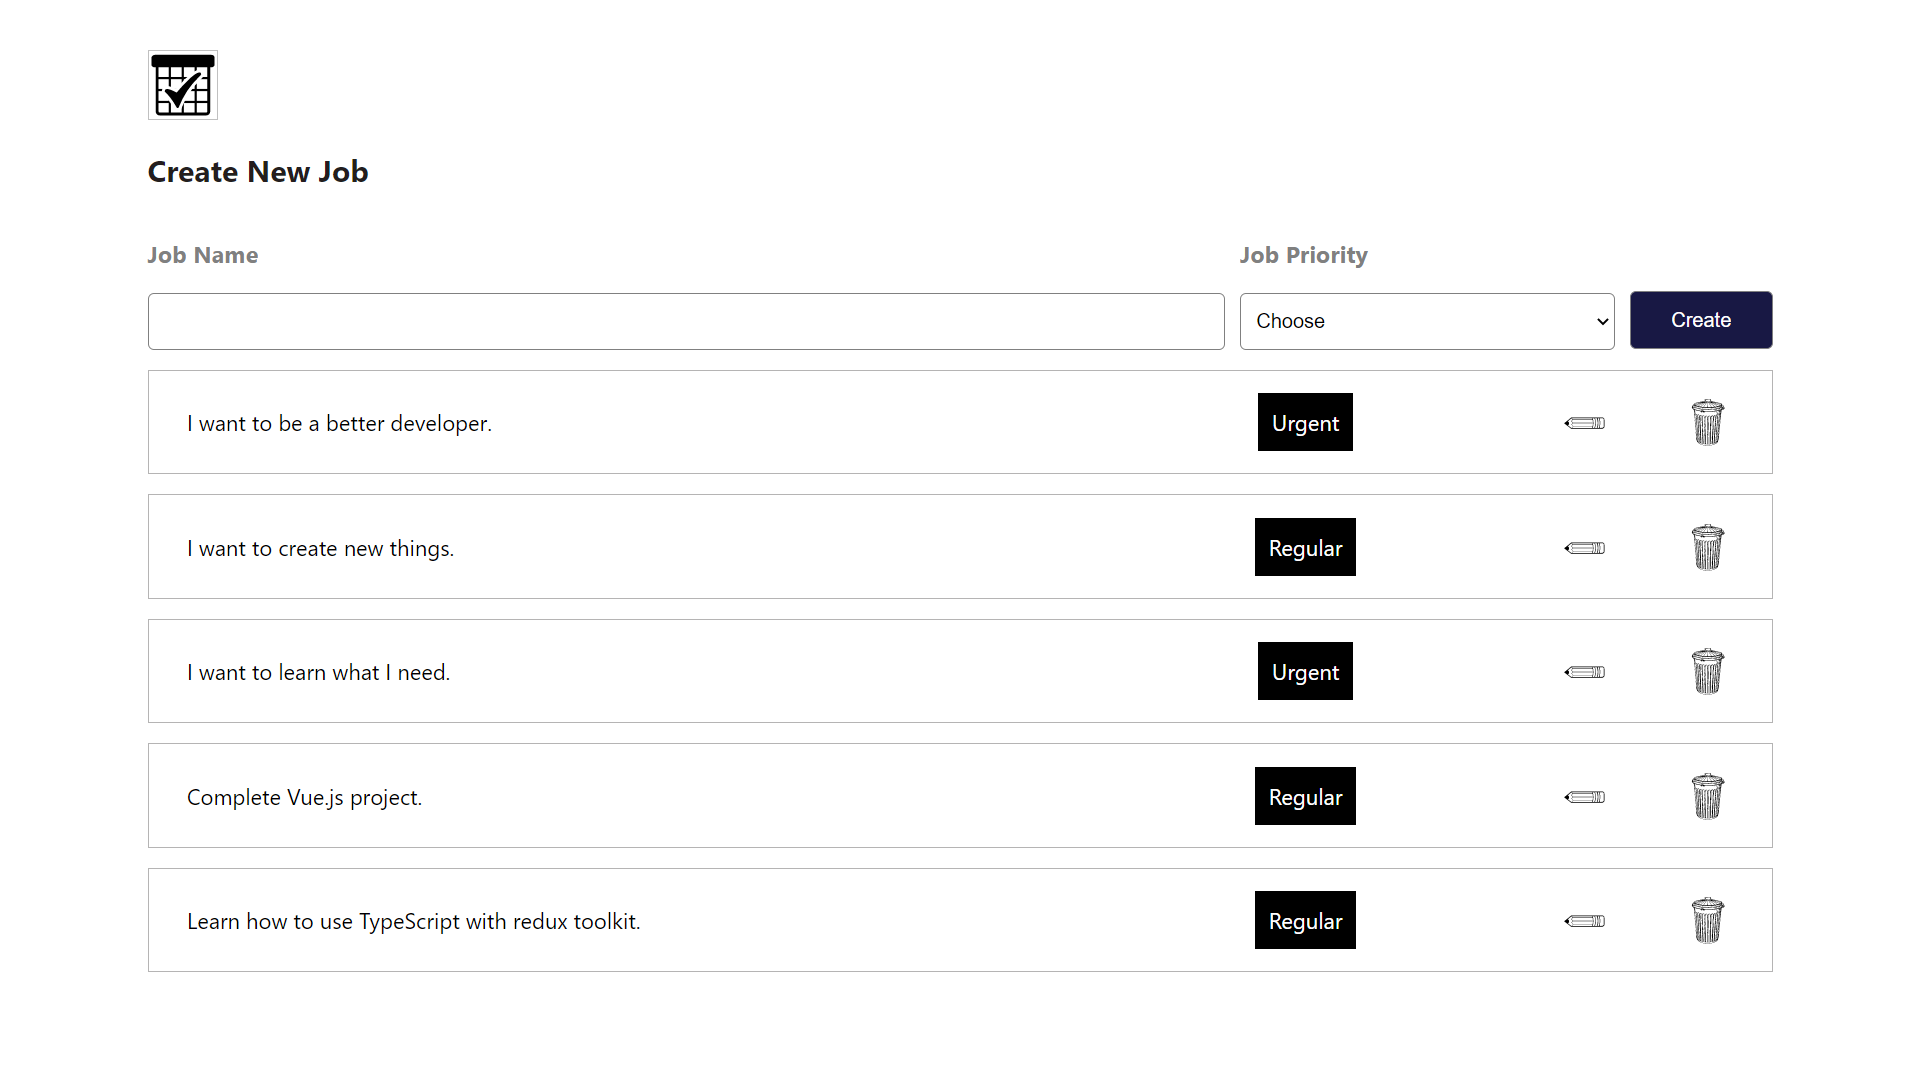 Create New Job
Job Name Job Priority
Choose Create
I want to be a better developer. Urgent
I want to create new things. Regular
I want to learn what I need. Urgent
Complete Vue.js project. Regular
Learn how to use TypeScript with redux toolkit. Regular